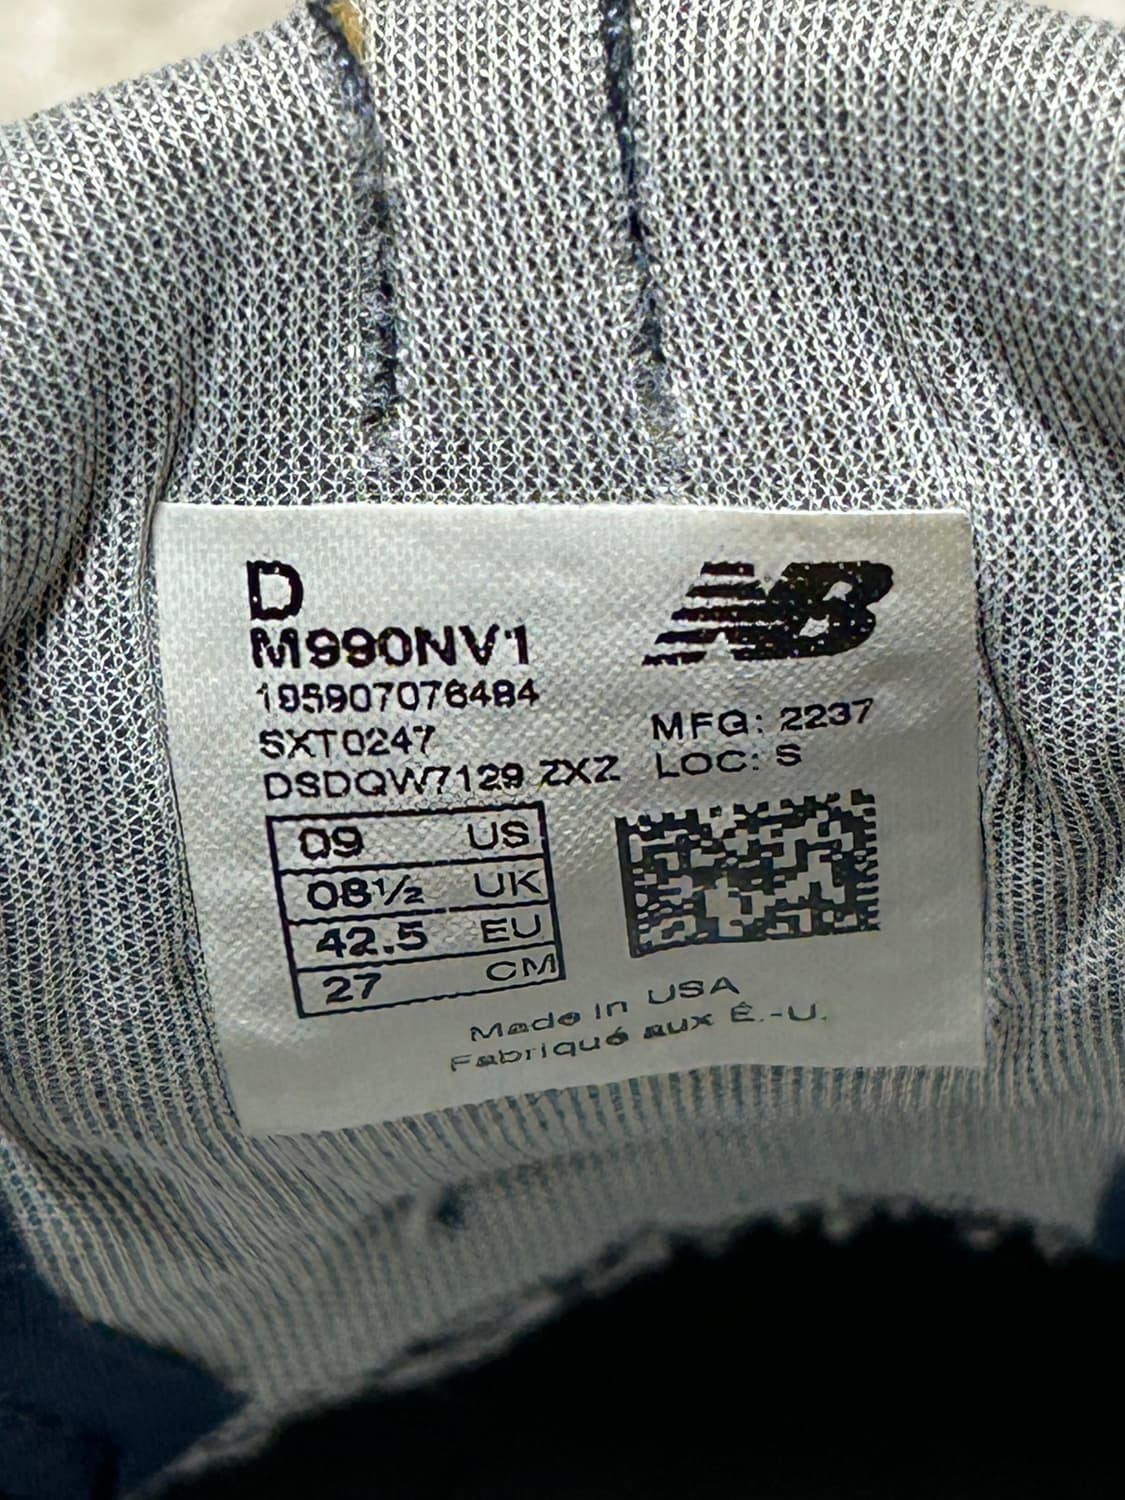 D
NB
M990NV1
195907076484
SXT0247
MFG: 2237
DSDQW7129 ZXZ
LOC: S
09 US
08½ UK
42.5 EU
27 CM
Made in USA
Fabriqué aux É.-U.